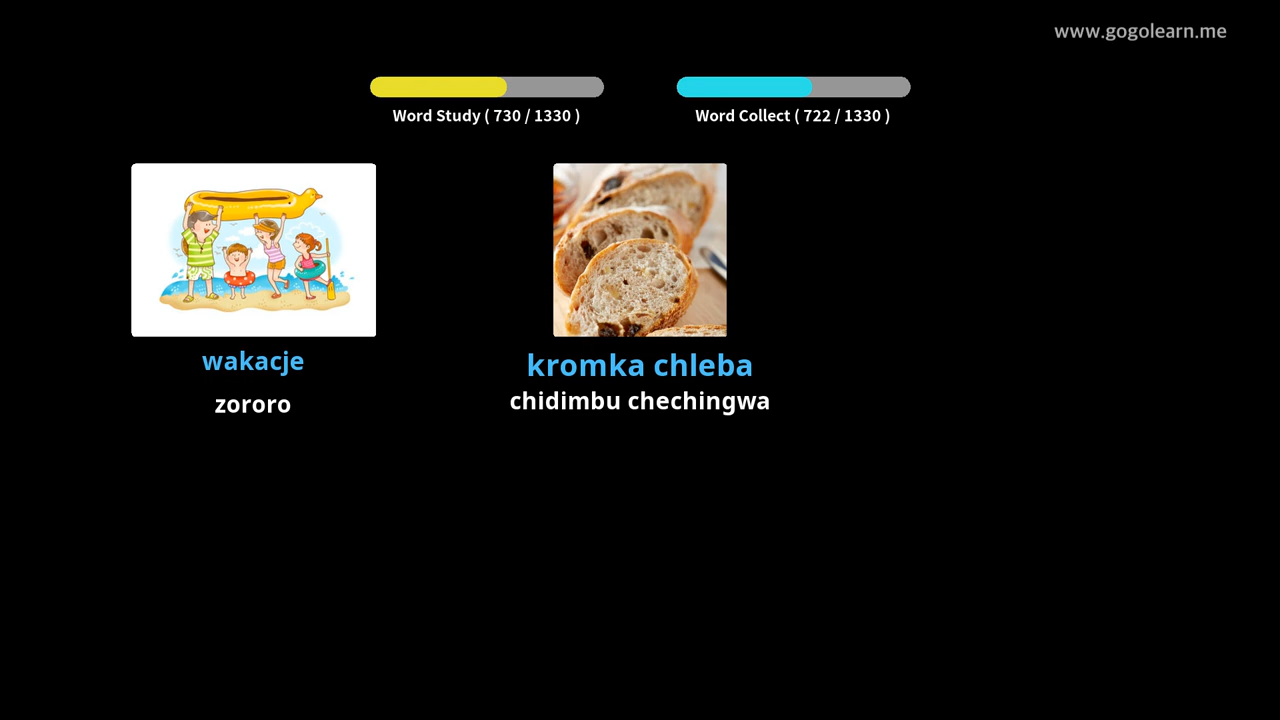 www.gogolearn.me
Word Study ( 730 / 1330 )
Word Collect ( 722 / 1330 )
wakacje
zororo
kromka chleba
chidimbu chechingwa